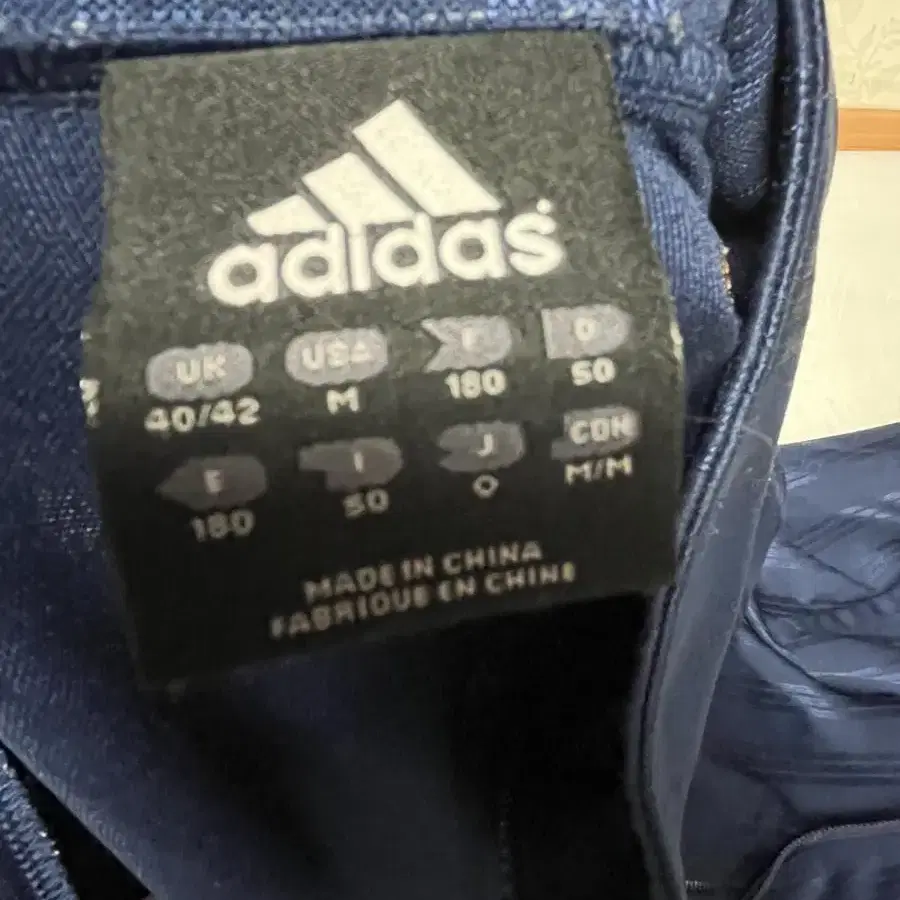 adidas
UK USA F D
40/42 M 180 50
E I J CDN
180 50 O M/M
MADE IN CHINA
FABRIQUE EN CHINE